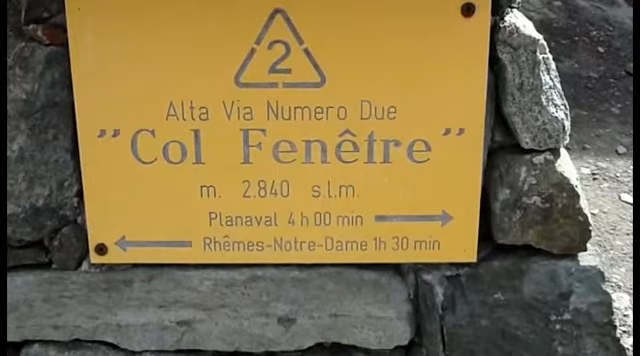 2
Alta Via Numero Due
"Col Fenêtre"
m. 2.840 s.l.m.
Planaval 4 h 00 min
Rhêmes-Notre-Dame 1h 30 min